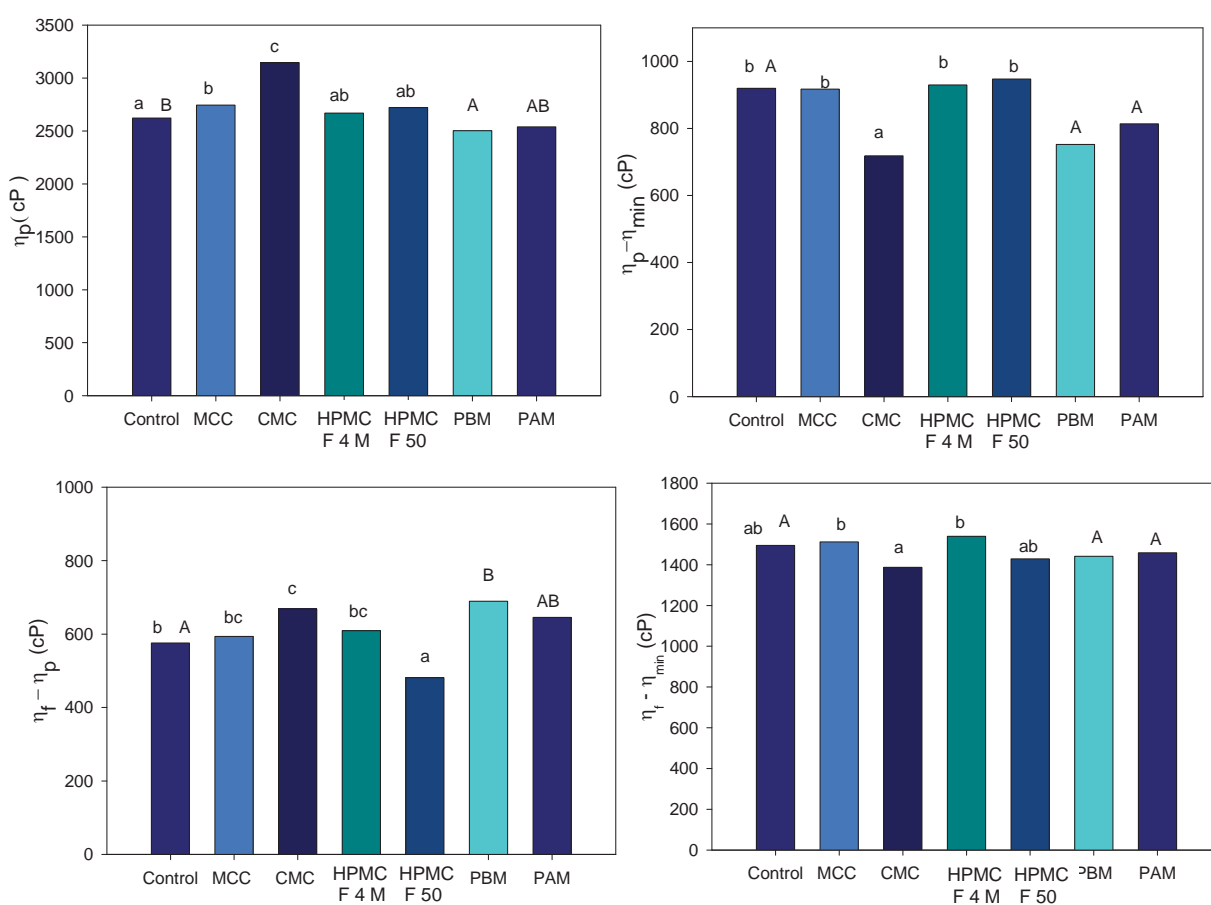 3500
3000
2500
2000
1500
1000
500
0
ηp( cP )
a B
b
c
ab
ab
A
AB
Control MCC CMC HPMC HPMC PBM PAM
F 4 M F 50
1000
800
600
400
200
0
ηp–ηmin (cP)
b A
b
a
b
b
A
A
Control MCC CMC HPMC HPMC PBM PAM
F 4 M F 50
1000
800
600
400
200
0
ηf – ηp (cP)
b A
bc
c
bc
a
B
AB
Control MCC CMC HPMC HPMC PBM PAM
F 4 M F 50
1800
1600
1400
1200
1000
800
600
400
200
0
ηf - ηmin (cP)
ab A
b
a
b
ab
A
A
Control MCC CMC HPMC HPMC PBM PAM
F 4 M F 50